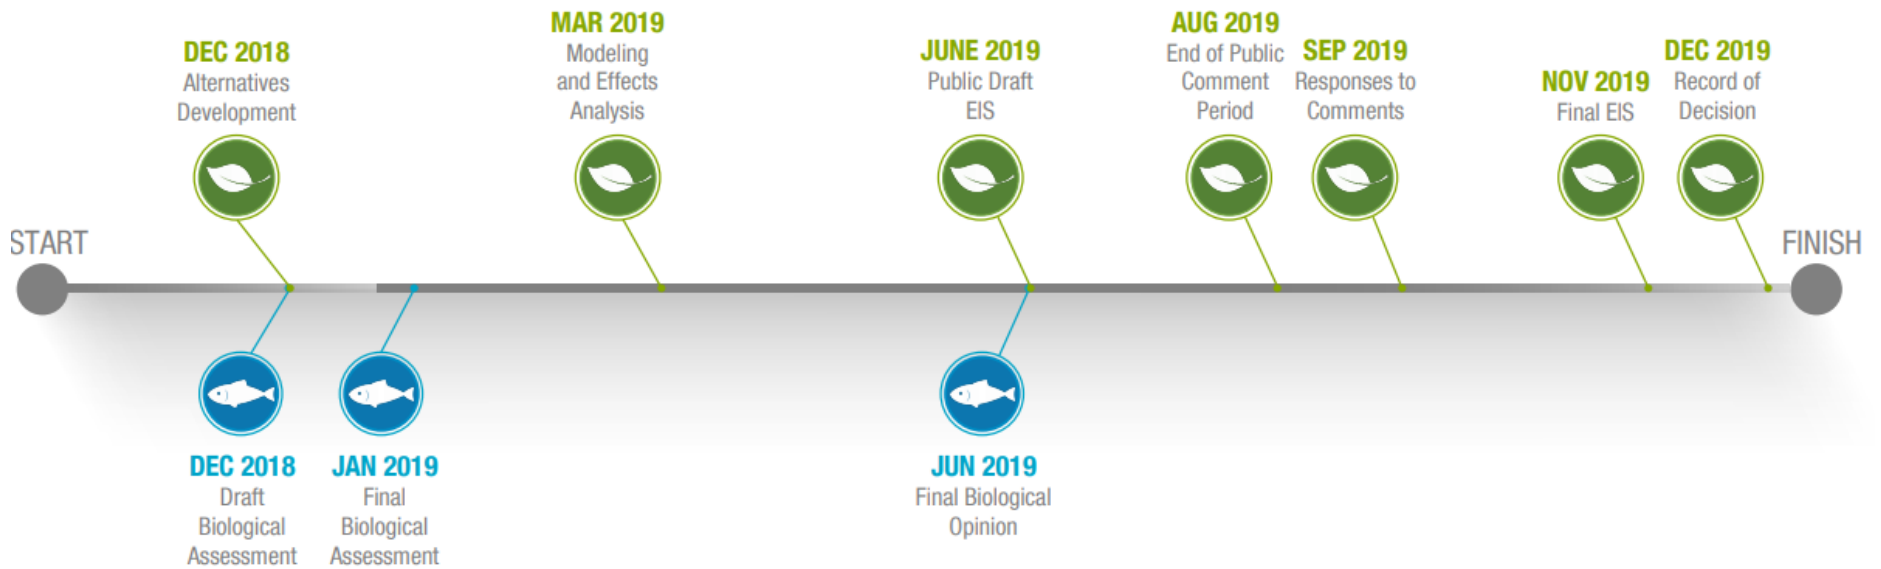 DEC 2018
Alternatives
Development
MAR 2019
Modeling
and Effects
Analysis
JUNE 2019
Public Draft
EIS
AUG 2019
End of Public
Comment
Period
SEP 2019
Responses to
Comments
NOV 2019
Final EIS
DEC 2019
Record of
Decision
START
FINISH
DEC 2018
Draft
Biological
Assessment
JAN 2019
Final
Biological
Assessment
JUN 2019
Final Biological
Opinion